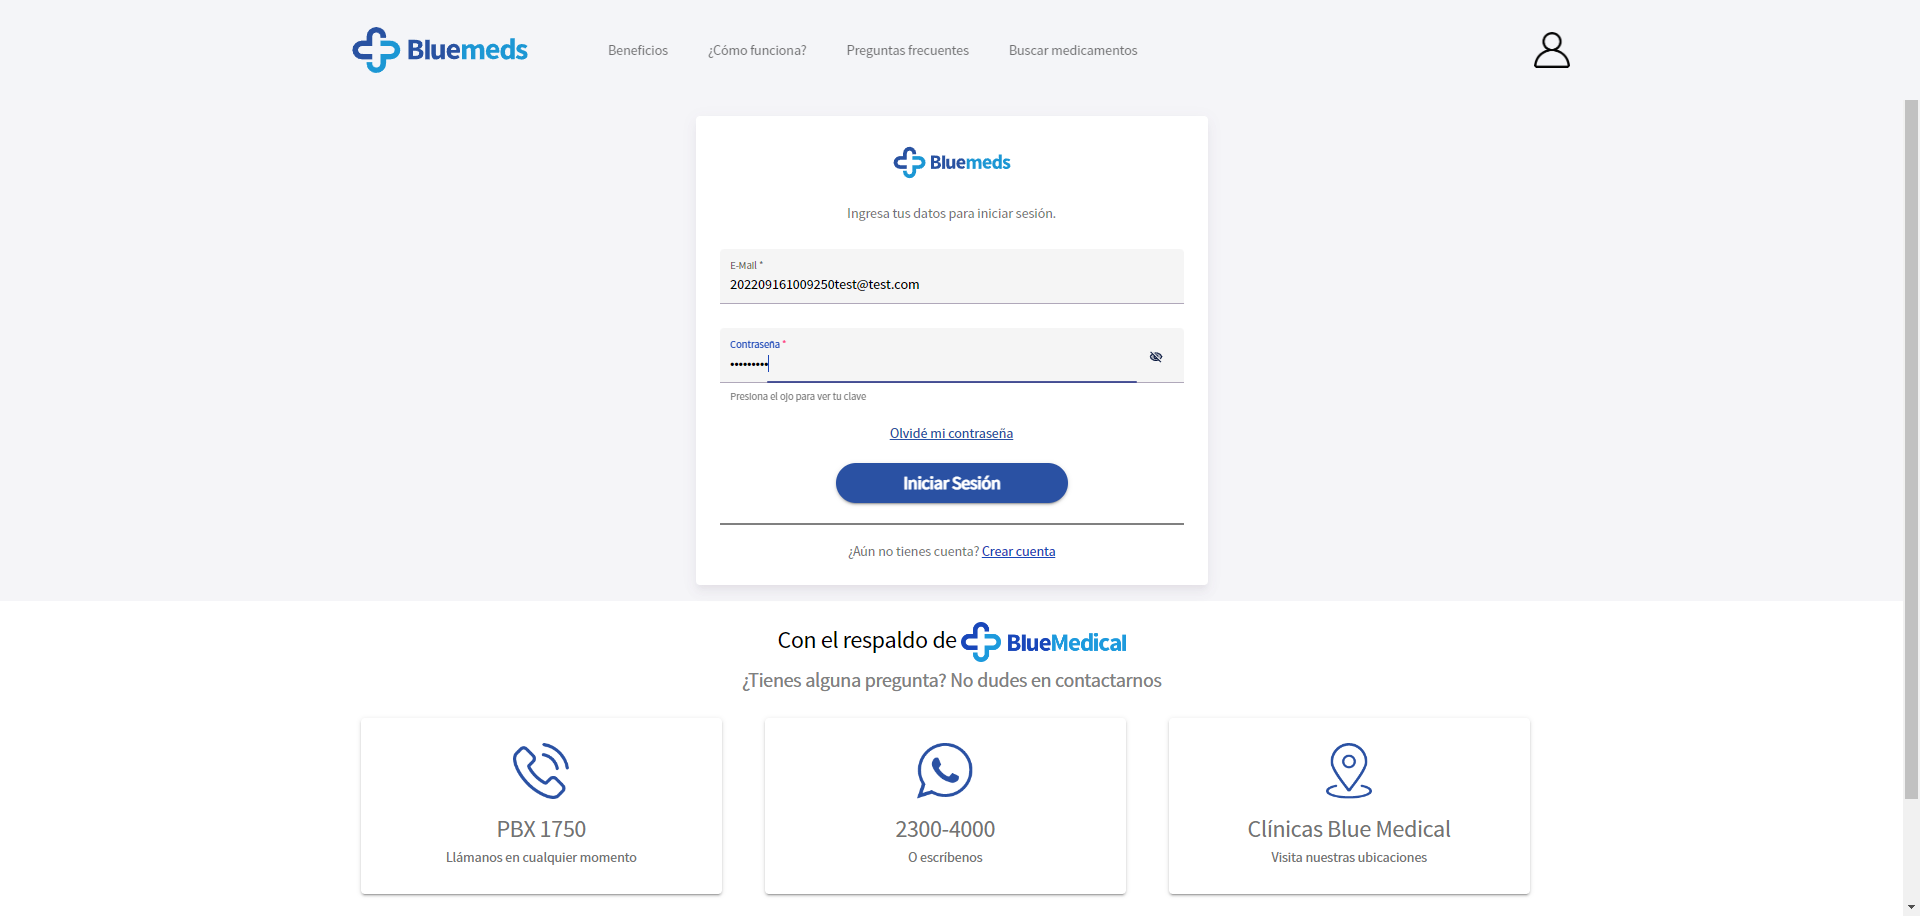 Bluemeds
Beneficios
¿Cómo funciona?
Preguntas frecuentes
Buscar medicamentos
Bluemeds
Ingresa tus datos para iniciar sesión.
E-Mail *
202209161009250test@test.com
Contraseña *
•••••••••
Presiona el ojo para ver tu clave
Olvidé mi contraseña
Iniciar Sesión
¿Aún no tienes cuenta? Crear cuenta
Con el respaldo de BlueMedical
¿Tienes alguna pregunta? No dudes en contactarnos
PBX 1750
Llámanos en cualquier momento
2300-4000
O escríbenos
Clínicas Blue Medical
Visita nuestras ubicaciones